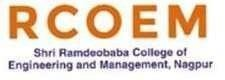 RCOEM
Shri Ramdeobaba College of
Engineering and Management, Nagpur